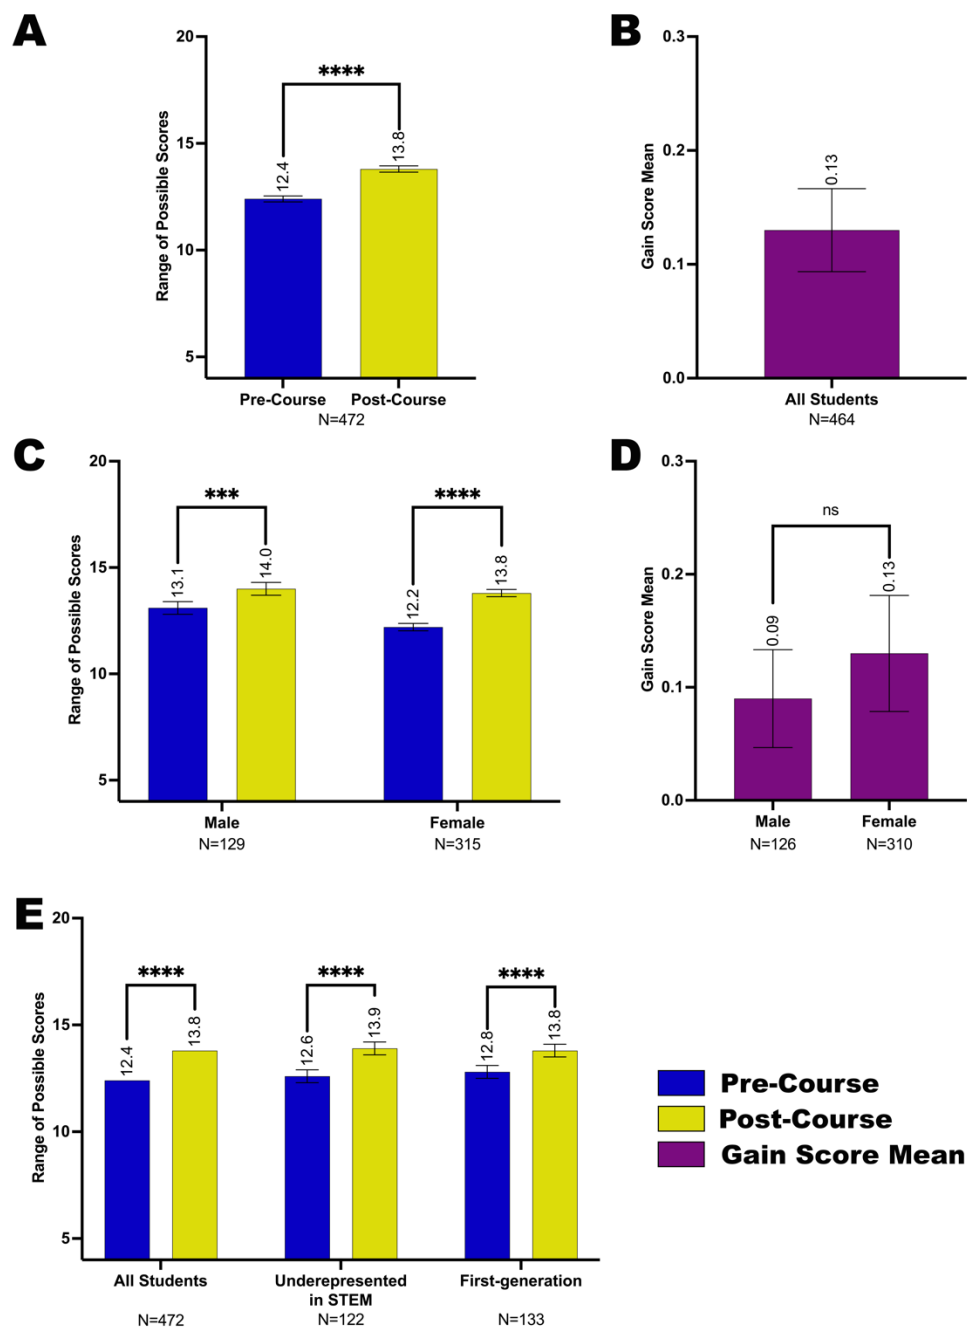 A
20
15
10
5
Range of Possible Scores
****
12.4
13.8
Pre-Course
Post-Course
N=472
B
0.3
0.2
0.1
0.0
Gain Score Mean
0.13
All Students
N=464
C
20
15
10
5
Range of Possible Scores
***
13.1
14.0
****
12.2
13.8
Male
N=129
Female
N=315
D
0.3
0.2
0.1
0.0
Gain Score Mean
ns
0.09
0.13
Male
N=126
Female
N=310
E
20
15
10
5
Range of Possible Scores
****
12.4
13.8
****
12.6
13.9
****
12.8
13.8
All Students
N=472
Underepresented
in STEM
N=122
First-generation
N=133
Pre-Course
Post-Course
Gain Score Mean